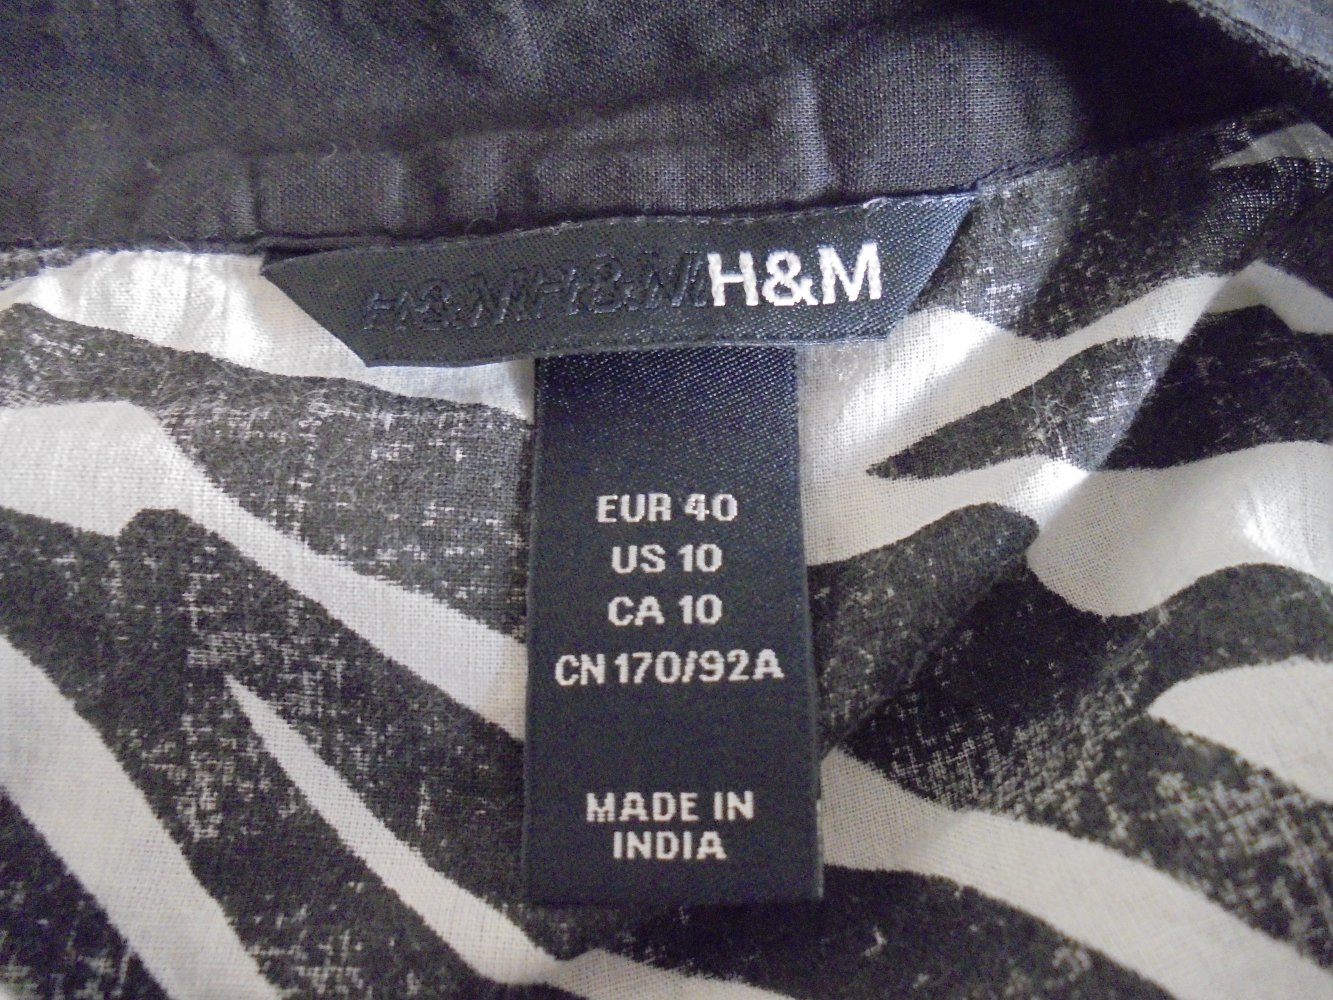 H&M H&M H&M
EUR 40
US 10
CA 10
CN 170/92A
MADE IN
INDIA